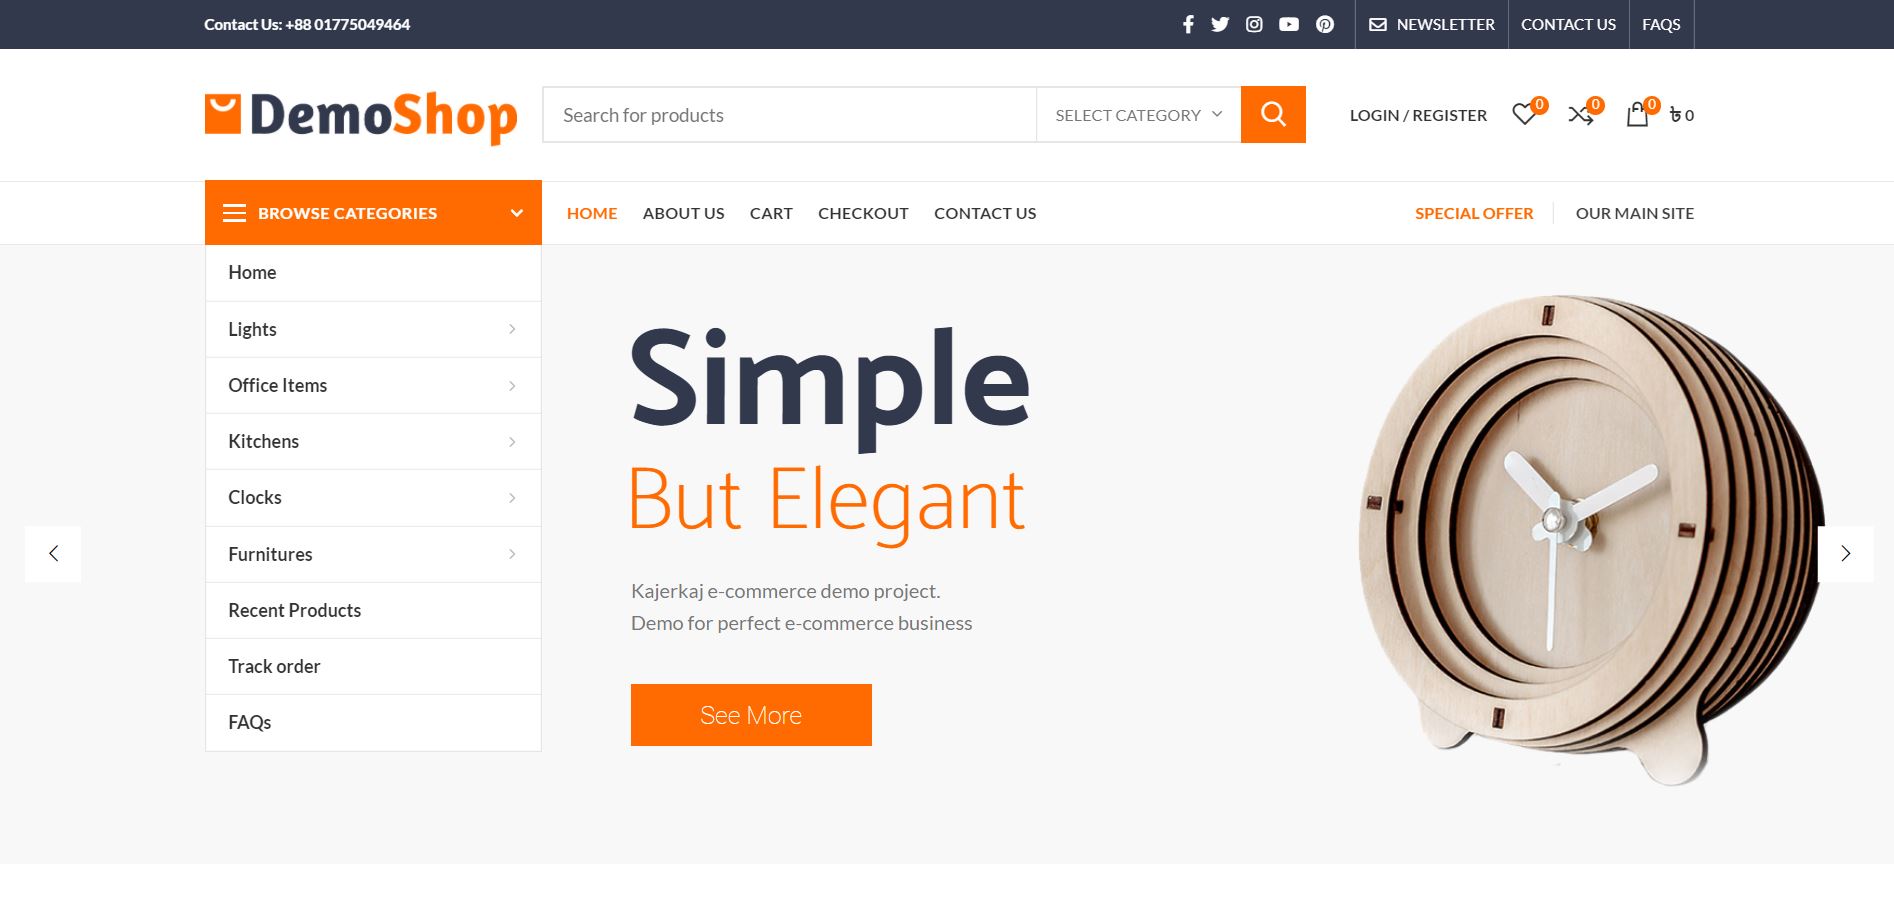 Contact Us: +88 01775049464
NEWSLETTER
CONTACT US
FAQS
DemoShop
Search for products
SELECT CATEGORY
LOGIN / REGISTER
0
0
0
৳ 0
BROWSE CATEGORIES
HOME
ABOUT US
CART
CHECKOUT
CONTACT US
SPECIAL OFFER
OUR MAIN SITE
Home
Lights
Office Items
Kitchens
Clocks
Furnitures
Recent Products
Track order
FAQs
Simple
But Elegant
Kajerkaj e-commerce demo project.
Demo for perfect e-commerce business
See More